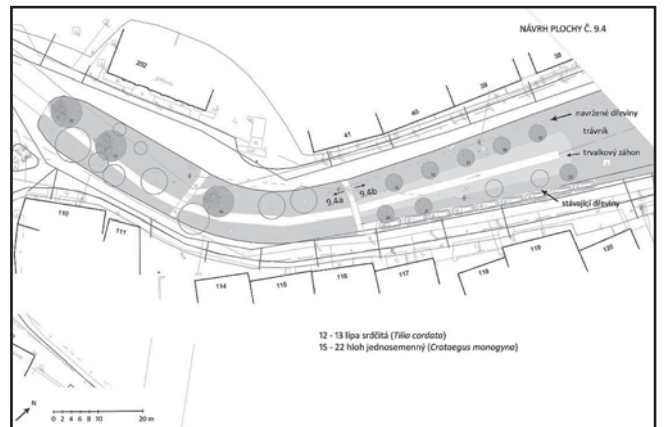 NÁVRH PLOCHY Č. 9.4
202
38
39
40
41
navržené dřeviny
trávník
trvalkový záhon
9.4a
9.4b
stávající dřeviny
110
111
114
115
116
117
118
119
120
12 - 13 lípa srdčitá (Tilia cordata)
15 - 22 hloh jednosemenný (Crataegus monogyna)
N
0 2 4 6 8 10 20 m